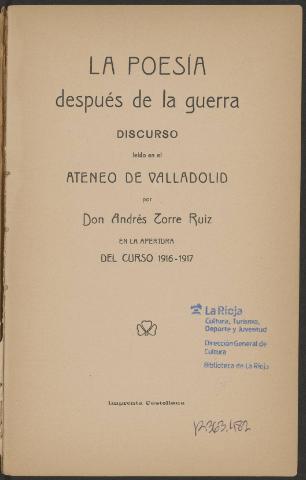 LA POESÍA
después de la guerra
DISCURSO
leído en el
ATENEO DE VALLADOLID
por
Don Andrés Torre Ruiz
EN LA APERTURA
DEL CURSO 1916-1917
La Rioja
Cultura, Turismo,
Deporte y Juventud
Dirección General de
Cultura
Biblioteca de La Rioja
Imprenta Castellana